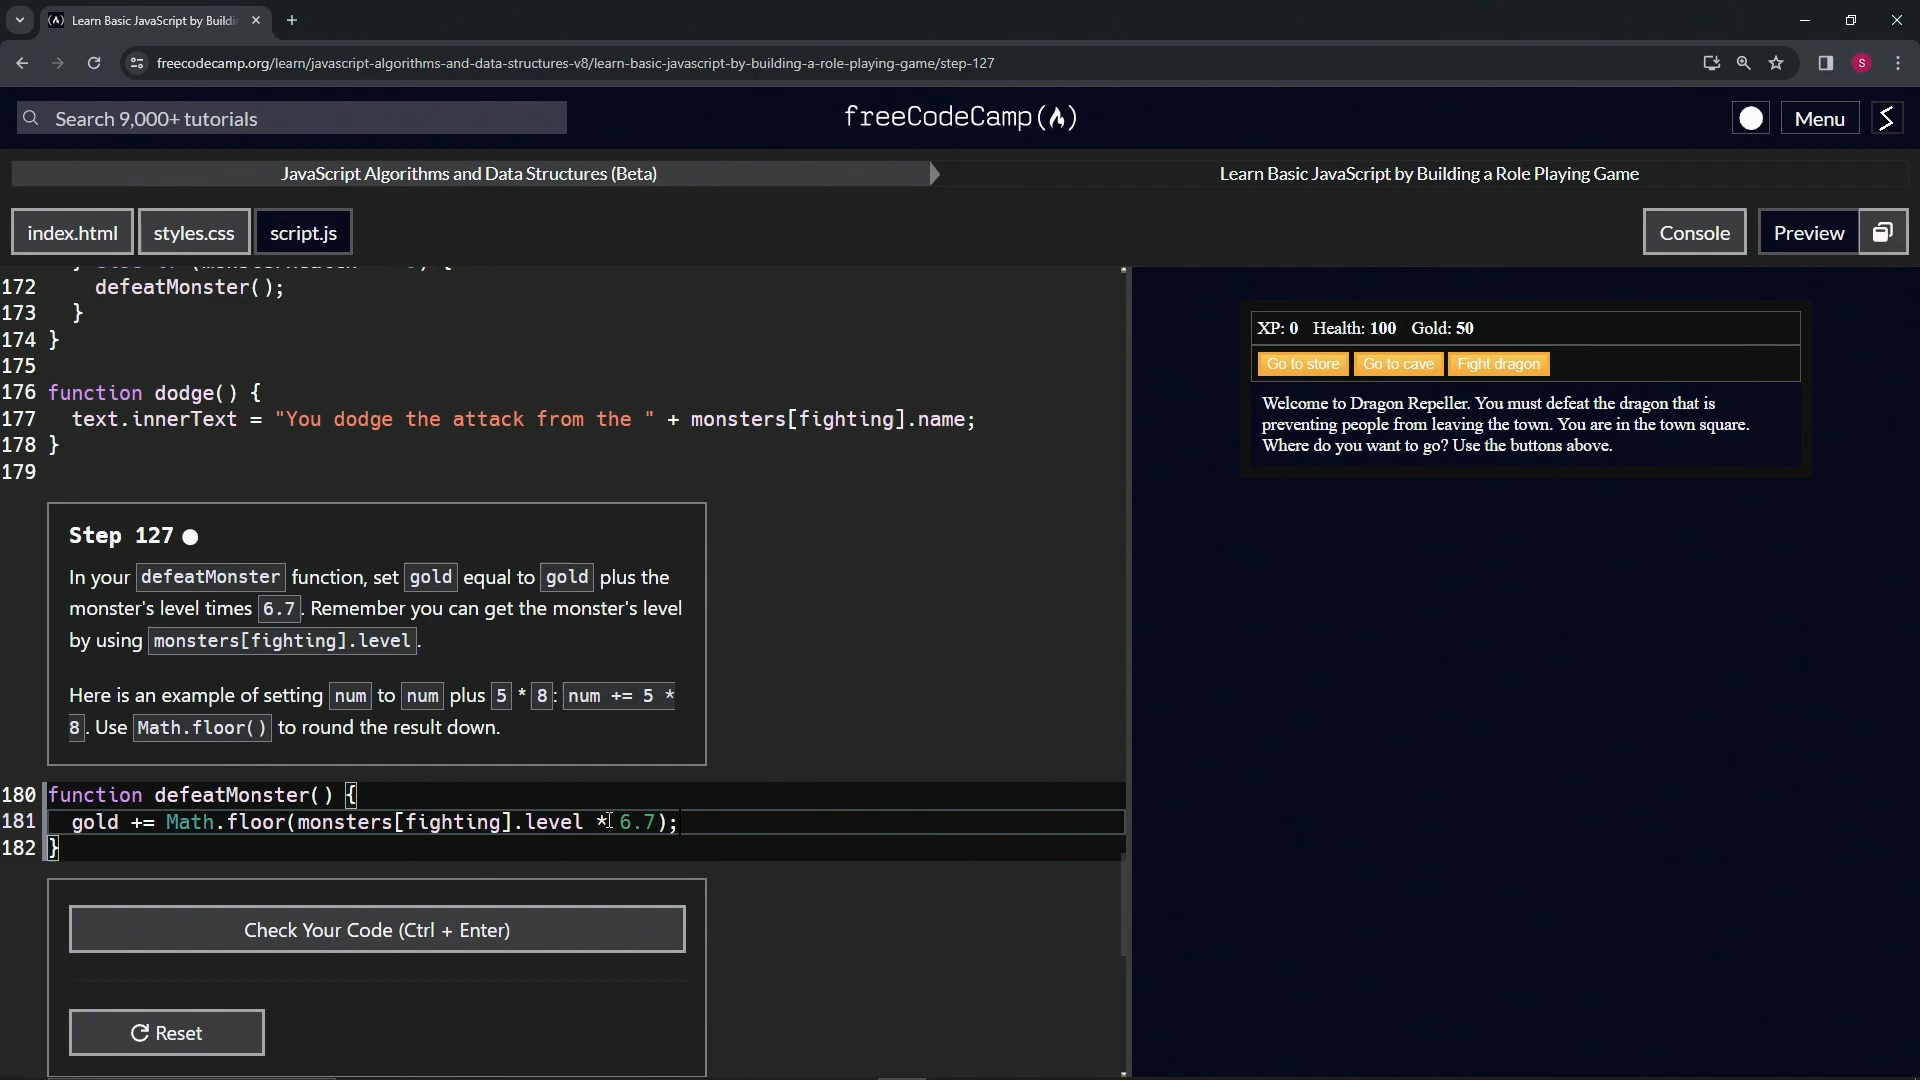 Learn Basic JavaScript by Buildi
freecodecamp.org/learn/javascript-algorithms-and-data-structures-v8/learn-basic-javascript-by-building-a-role-playing-game/step-127
S
Search 9,000+ tutorials
freeCodeCamp(🔥)
Menu
JavaScript Algorithms and Data Structures (Beta)
Learn Basic JavaScript by Building a Role Playing Game
index.html
styles.css
script.js
Console
Preview
172 defeatMonster();
173 }
174 }
175
176 function dodge() {
177 text.innerText = "You dodge the attack from the " + monsters[fighting].name;
178 }
179
Step 127
In your defeatMonster function, set gold equal to gold plus the
monster's level times 6.7. Remember you can get the monster's level
by using monsters[fighting].level.
Here is an example of setting num to num plus 5 * 8: num += 5 *
8. Use Math.floor() to round the result down.
180 function defeatMonster() {
181 gold += Math.floor(monsters[fighting].level * 6.7);
182 }
Check Your Code (Ctrl + Enter)
Reset
XP: 0 Health: 100 Gold: 50
Go to store
Go to cave
Fight dragon
Welcome to Dragon Repeller. You must defeat the dragon that is
preventing people from leaving the town. You are in the town square.
Where do you want to go? Use the buttons above.